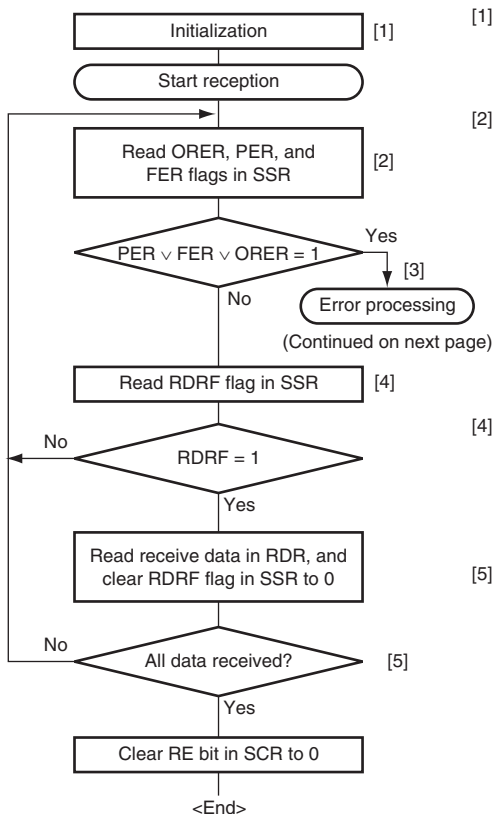 Initialization [1] [1]
Start reception
[2]
Read ORER, PER, and
FER flags in SSR
[2]
PER ∨ FER ∨ ORER = 1
Yes
[3]
No
Error processing
(Continued on next page)
Read RDRF flag in SSR [4]
[4]
No
RDRF = 1
Yes
Read receive data in RDR, and
clear RDRF flag in SSR to 0
[5]
No
All data received? [5]
Yes
Clear RE bit in SCR to 0
<End>